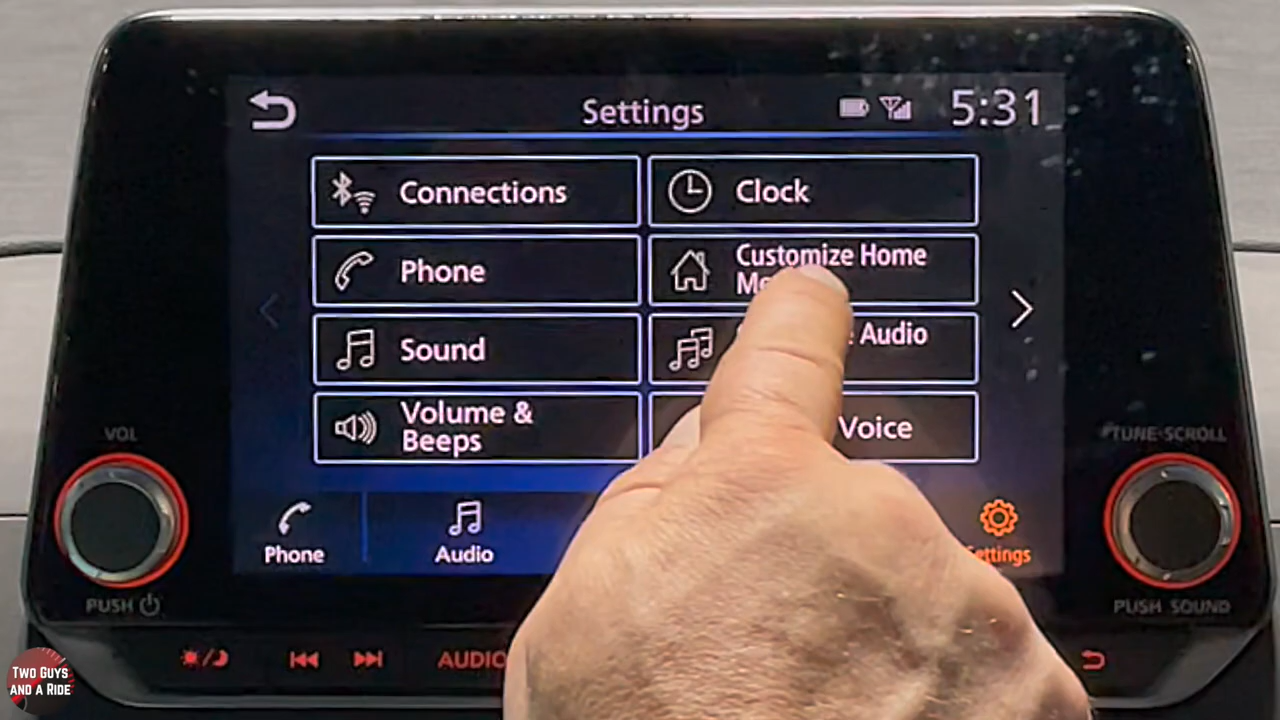 Settings
5:31
Connections
Clock
Phone
Customize Home
Sound
Audio
Volume &
Beeps
Voice
VOL
TUNE·SCROLL
Phone
Audio
Settings
PUSH
PUSH SOUND
AUDIO
TWO GUYS
AND A RIDE